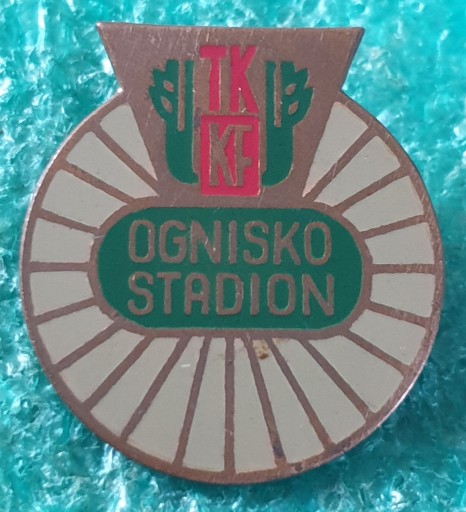 TK
KF
OGNISKO
STADION